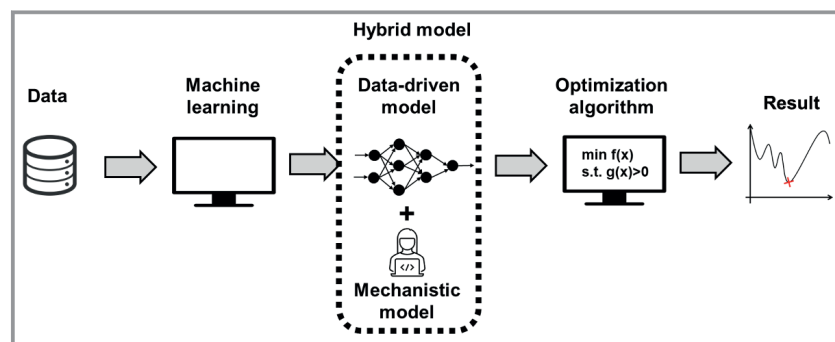 Hybrid model
Data
Machine
learning
Data-driven
model
+
</>
Mechanistic
model
Optimization
algorithm
min f(x)
s.t. g(x)>0
Result